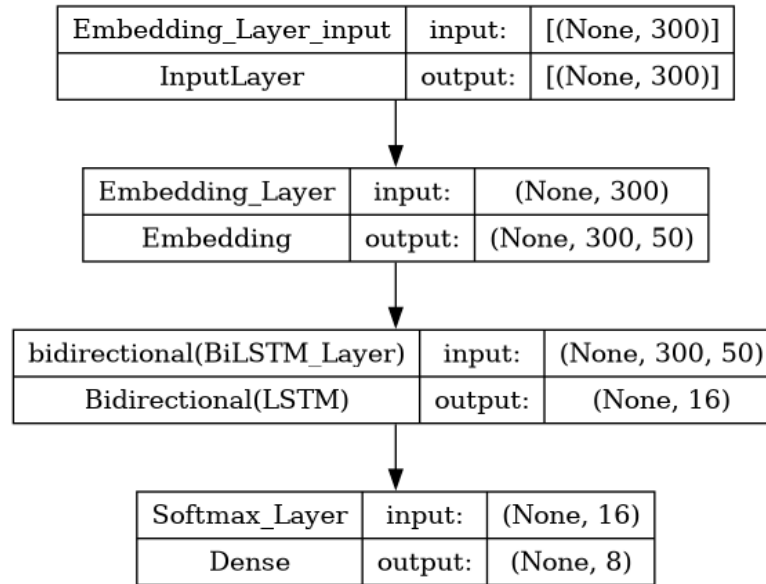 Embedding_Layer_input input: [(None, 300)]
InputLayer output: [(None, 300)]
Embedding_Layer input: (None, 300)
Embedding output: (None, 300, 50)
bidirectional(BiLSTM_Layer) input: (None, 300, 50)
Bidirectional(LSTM) output: (None, 16)
Softmax_Layer input: (None, 16)
Dense output: (None, 8)